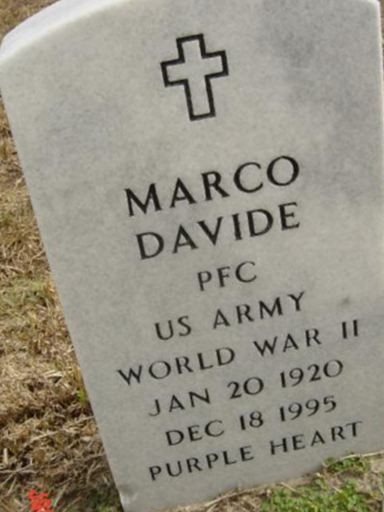 MARCO
DAVIDE
PFC
US ARMY
WORLD WAR II
JAN 20 1920
DEC 18 1995
PURPLE HEART